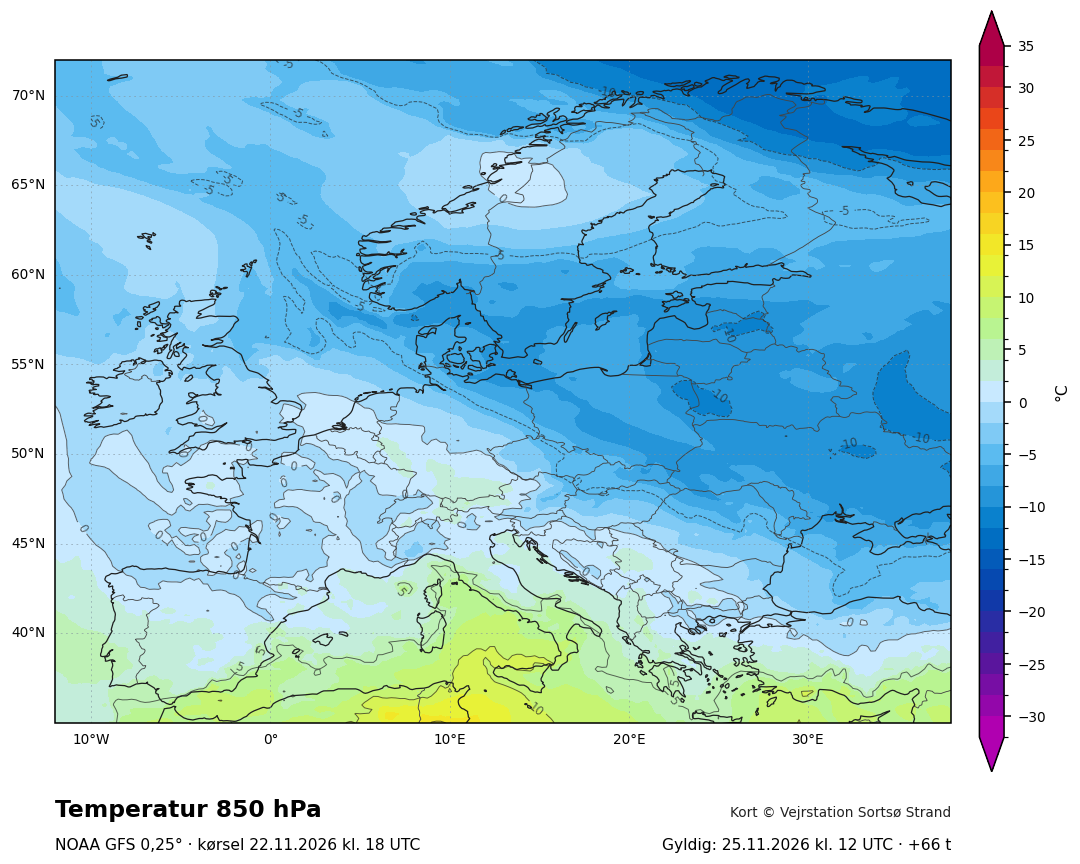 70°N
65°N
60°N
55°N
50°N
45°N
40°N
10°W 0° 10°E 20°E 30°E
35
30
25
20
15
10
5
0
−5
−10
−15
−20
−25
−30
°C
Temperatur 850 hPa
Kort © Vejrstation Sortsø Strand
NOAA GFS 0,25° · kørsel 22.11.2026 kl. 18 UTC
Gyldig: 25.11.2026 kl. 12 UTC · +66 t